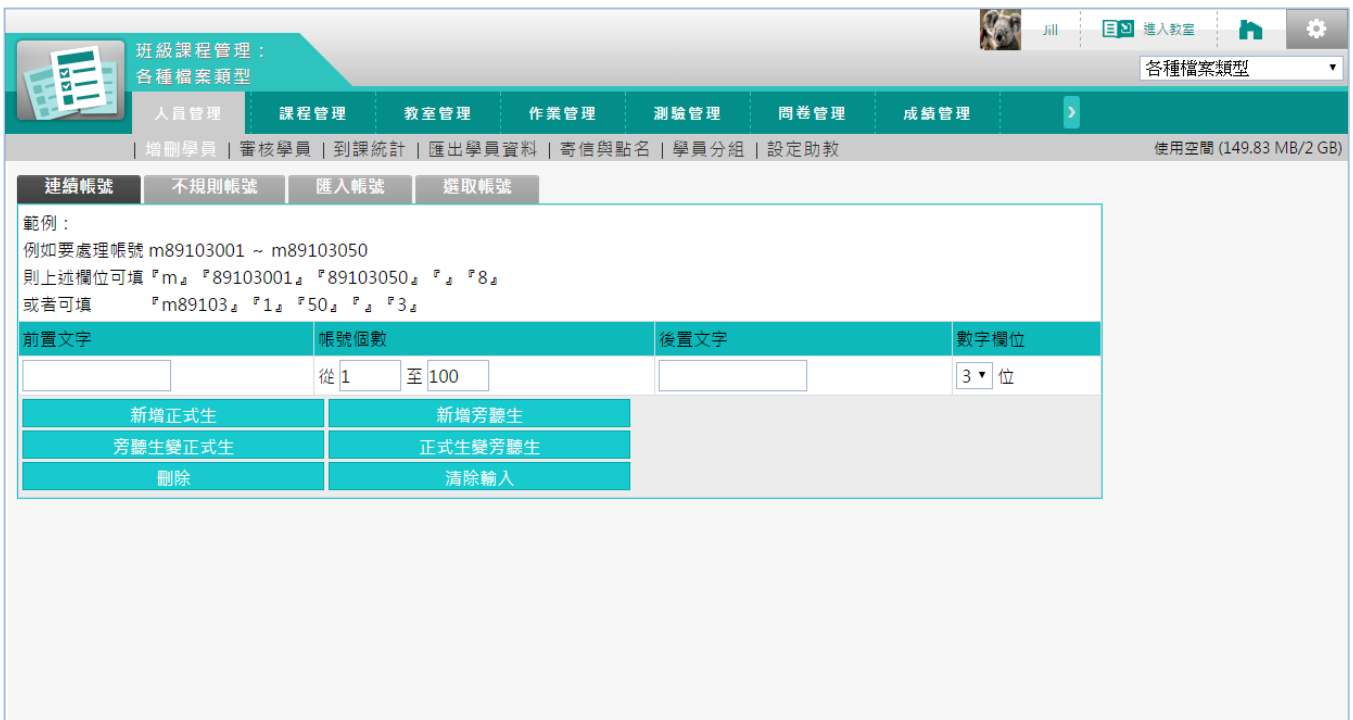 Jill 進入教室
班級課程管理：
各種檔案類型
各種檔案類型
人員管理 課程管理 教室管理 作業管理 測驗管理 問卷管理 成績管理
| 增刪學員 | 審核學員 | 到課統計 | 匯出學員資料 | 寄信與點名 | 學員分組 | 設定助教
使用空間 (149.83 MB/2 GB)
連續帳號 不規則帳號 匯入帳號 選取帳號
範例：
例如要處理帳號 m89103001 ~ m89103050
則上述欄位可填『m』『89103001』『89103050』『』『8』
或者可填 『m89103』『1』『50』『』『3』
前置文字 帳號個數 後置文字 數字欄位
從 1 至 100 3 位
新增正式生 新增旁聽生
旁聽生變正式生 正式生變旁聽生
刪除 清除輸入